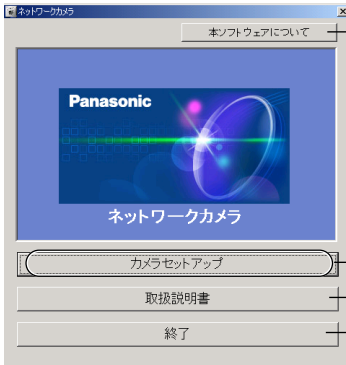 ネットワークカメラ
本ソフトウェアについて
Panasonic
ネットワークカメラ
カメラセットアップ
取扱説明書
終了